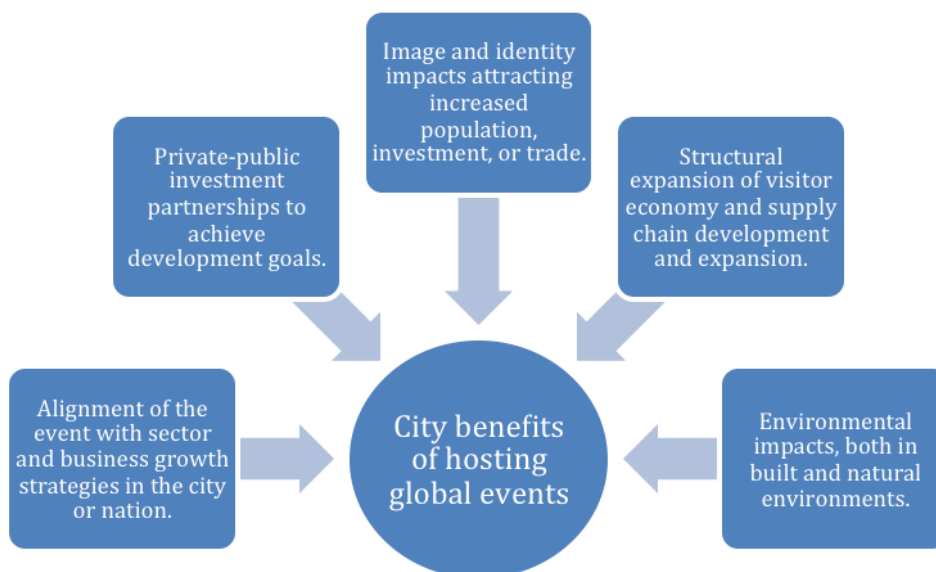 Image and identity
impacts attracting
increased
population,
investment, or trade.
Private-public
investment
partnerships to
achieve
development goals.
Structural
expansion of visitor
economy and supply
chain development
and expansion.
Alignment of the
event with sector
and business growth
strategies in the city
or nation.
City benefits
of hosting
global events
Environmental
impacts, both in
built and natural
environments.